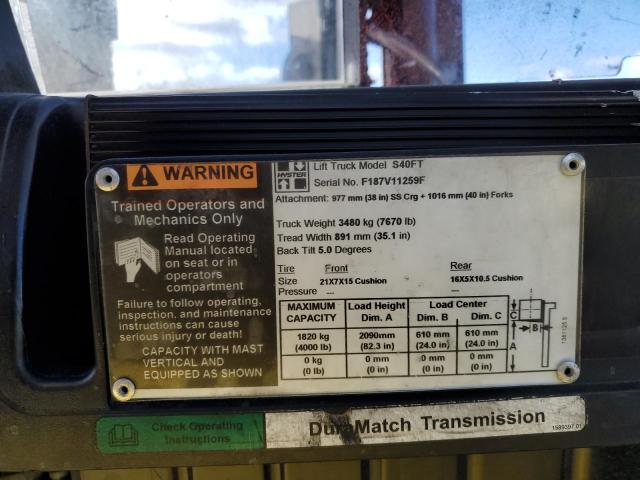 WARNING
Trained Operators and
Mechanics Only
Read Operating
Manual located
on seat or in
operators
compartment
Failure to follow operating,
inspection, and maintenance
instructions can cause
serious injury or death!
CAPACITY WITH MAST
VERTICAL AND
EQUIPPED AS SHOWN
HYSTER
Lift Truck Model S40FT
Serial No. F187V11259F
Attachment: 977 mm (38 in) SS Crg + 1016 mm (40 in) Forks
Truck Weight 3480 kg (7670 lb)
Tread Width 891 mm (35.1 in)
Back Tilt 5.0 Degrees
Tire Front Rear
Size 21X7X15 Cushion 16X5X10.5 Cushion
Pressure --- ---
MAXIMUM CAPACITY Load Height Dim. A Load Center Dim. B Dim. C
1820 kg (4000 lb) 2090mm (82.3 in) 610 mm (24.0 in) 610 mm (24.0 in)
0 kg (0 lb) 0 mm (0 in) 0 mm (0 in) 0 mm (0 in)
C
B
A
Check Operating
Instructions
DuraMatch Transmission
1589397 01